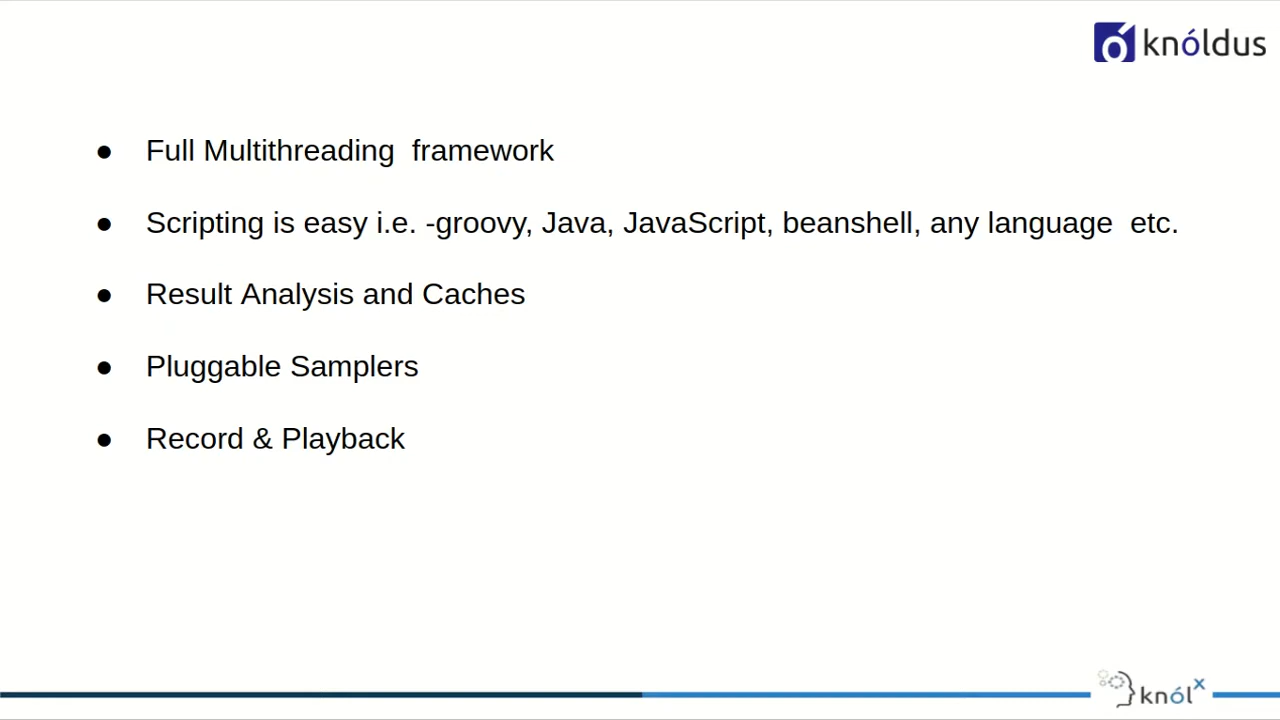 knóldus
● Full Multithreading  framework
● Scripting is easy i.e. -groovy, Java, JavaScript, beanshell, any language  etc.
● Result Analysis and Caches
● Pluggable Samplers
● Record & Playback
knólx